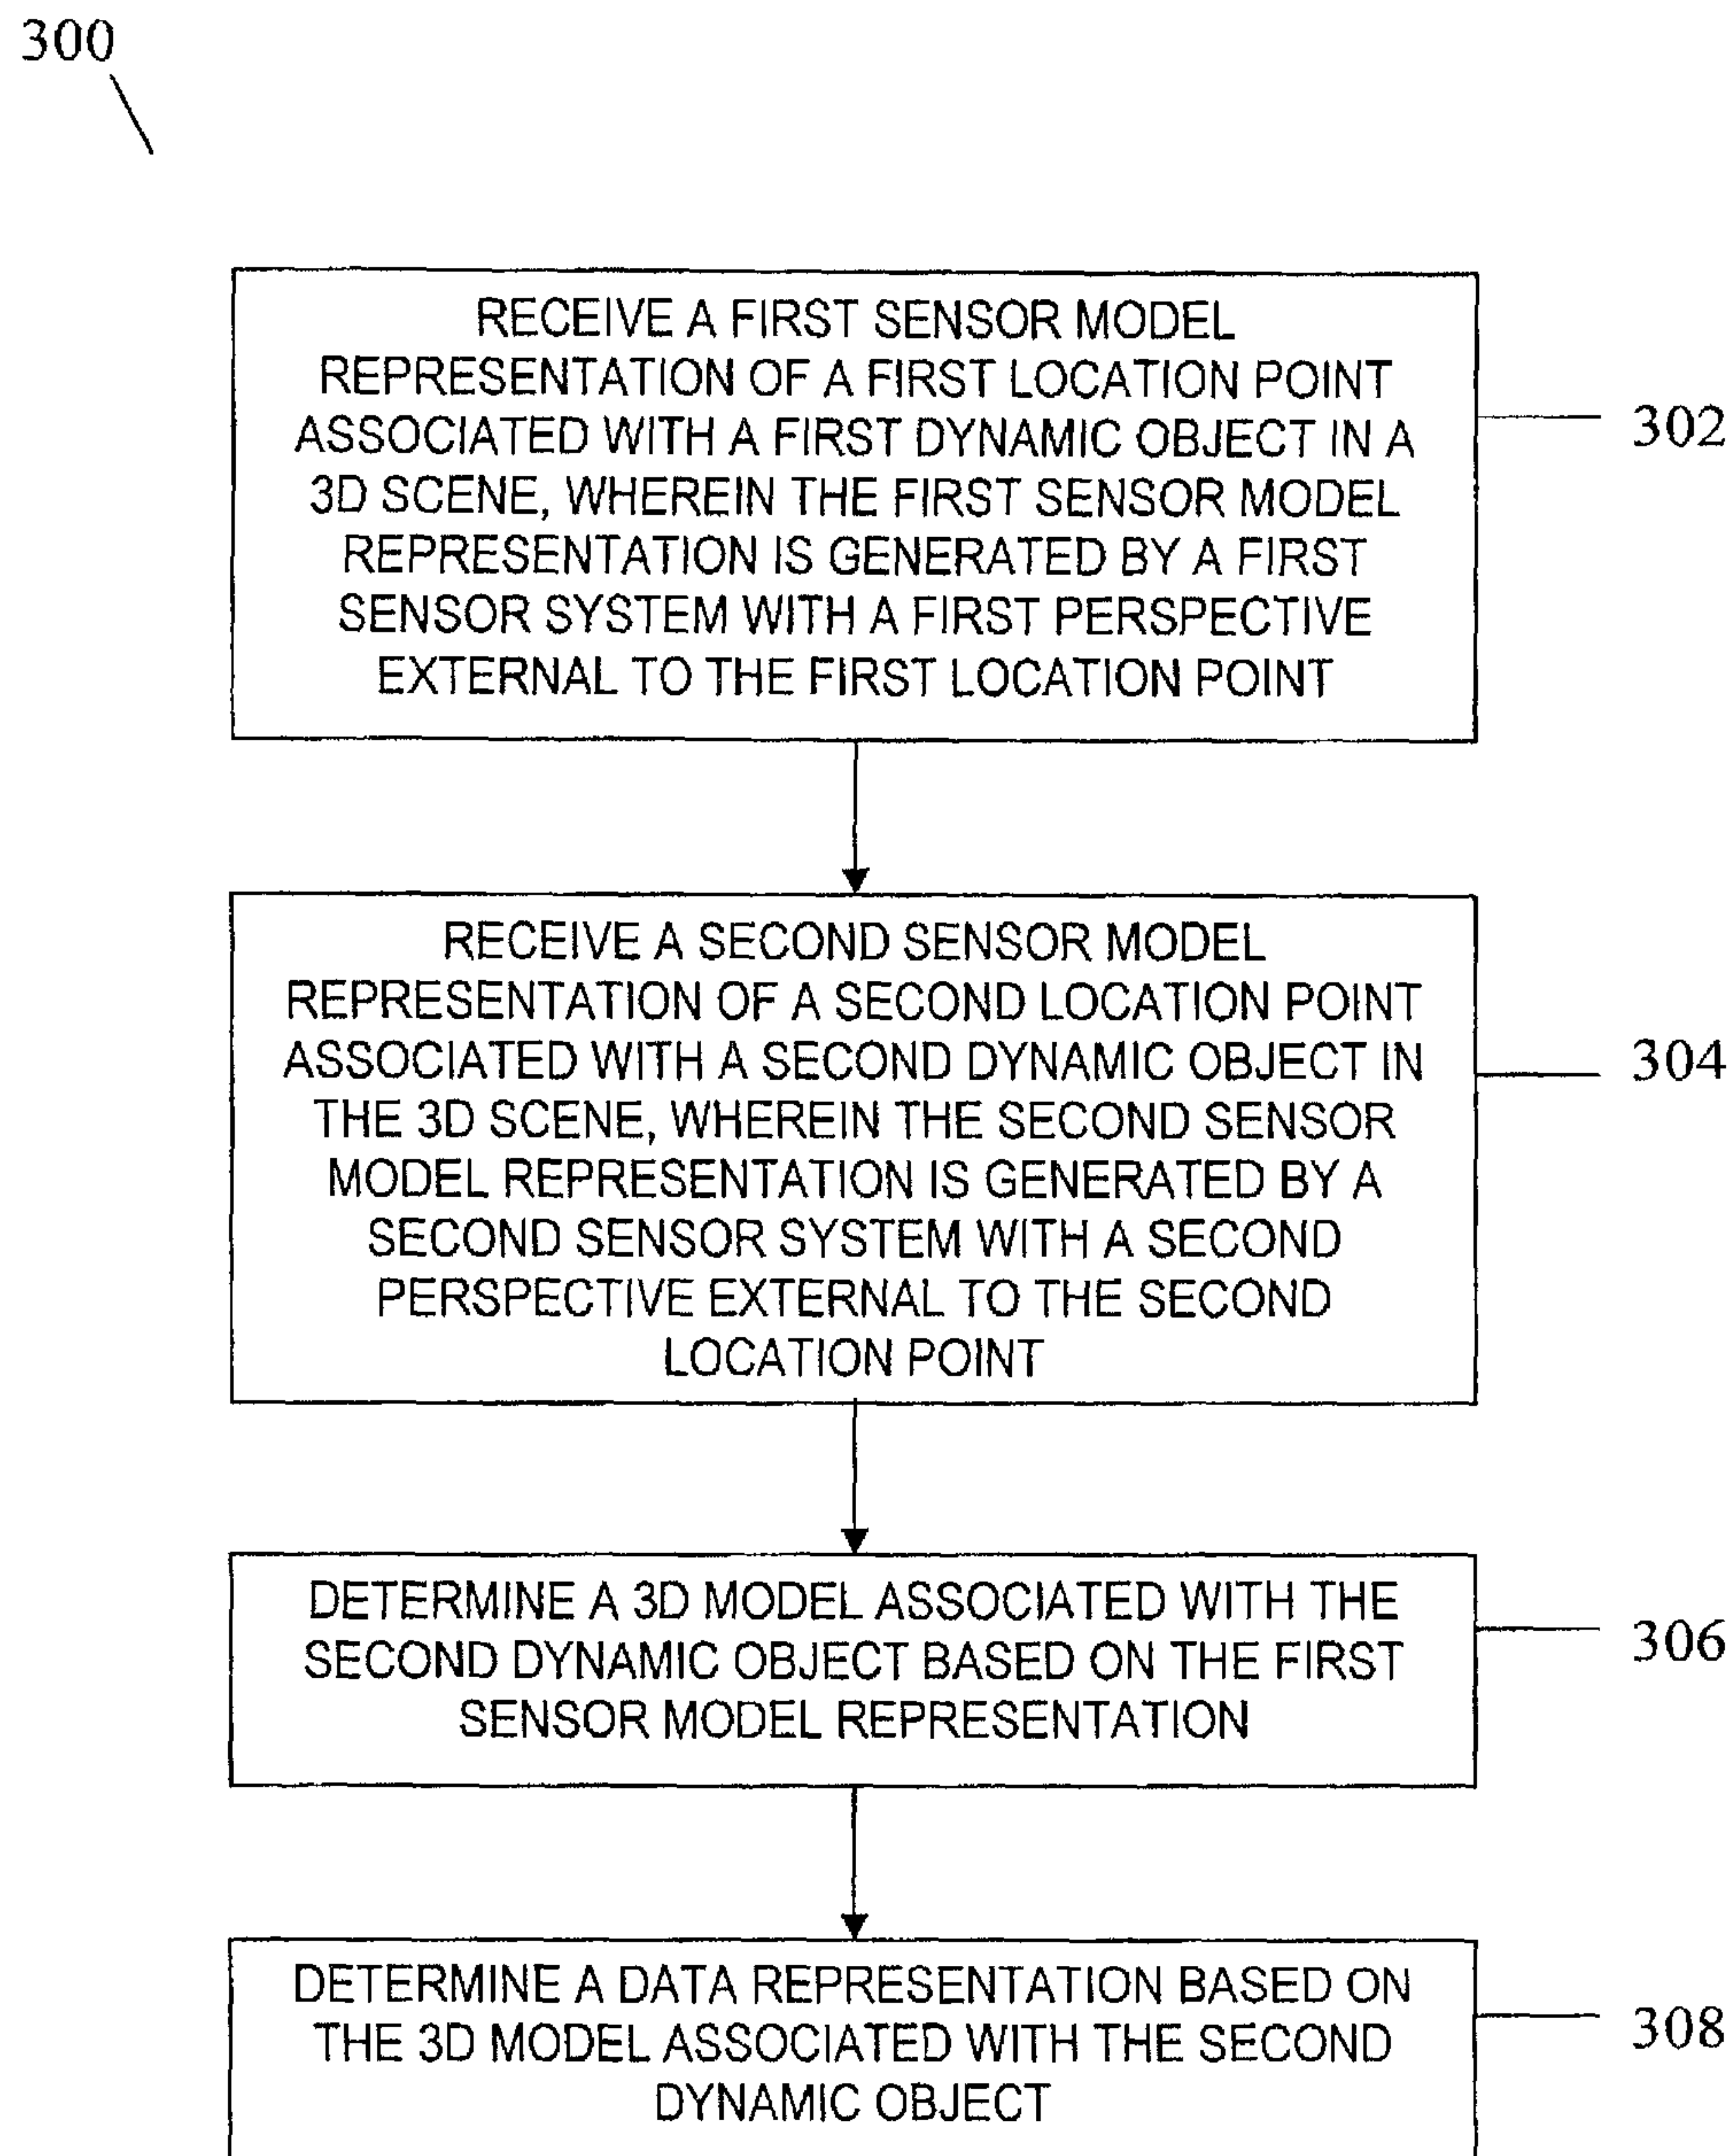 300
RECEIVE A FIRST SENSOR MODEL
REPRESENTATION OF A FIRST LOCATION POINT
ASSOCIATED WITH A FIRST DYNAMIC OBJECT IN A
3D SCENE, WHEREIN THE FIRST SENSOR MODEL
REPRESENTATION IS GENERATED BY A FIRST
SENSOR SYSTEM WITH A FIRST PERSPECTIVE
EXTERNAL TO THE FIRST LOCATION POINT
302
RECEIVE A SECOND SENSOR MODEL
REPRESENTATION OF A SECOND LOCATION POINT
ASSOCIATED WITH A SECOND DYNAMIC OBJECT IN
THE 3D SCENE, WHEREIN THE SECOND SENSOR
MODEL REPRESENTATION IS GENERATED BY A
SECOND SENSOR SYSTEM WITH A SECOND
PERSPECTIVE EXTERNAL TO THE SECOND
LOCATION POINT
304
DETERMINE A 3D MODEL ASSOCIATED WITH THE
SECOND DYNAMIC OBJECT BASED ON THE FIRST
SENSOR MODEL REPRESENTATION
306
DETERMINE A DATA REPRESENTATION BASED ON
THE 3D MODEL ASSOCIATED WITH THE SECOND
DYNAMIC OBJECT
308